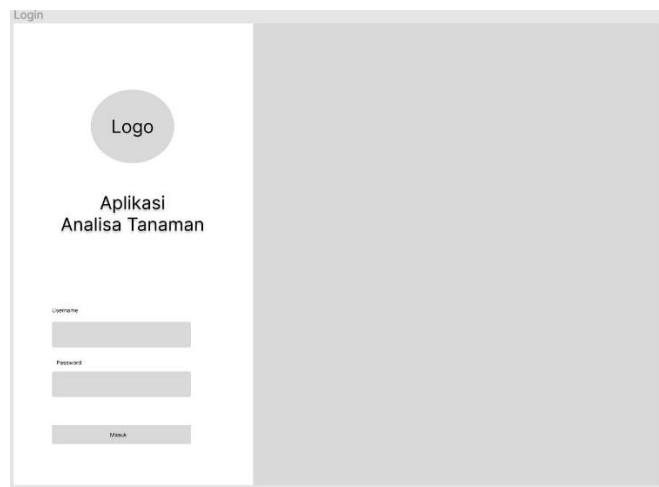 Login
Logo
Aplikasi
Analisa Tanaman
Username
Password
Masuk